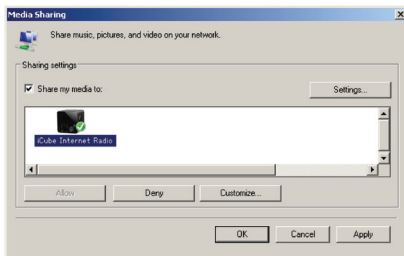 Media Sharing
Share music, pictures, and video on your network.
Sharing settings
Share my media to:
Settings...
iCube Internet Radio
Allow
Deny
Customize...
OK
Cancel
Apply